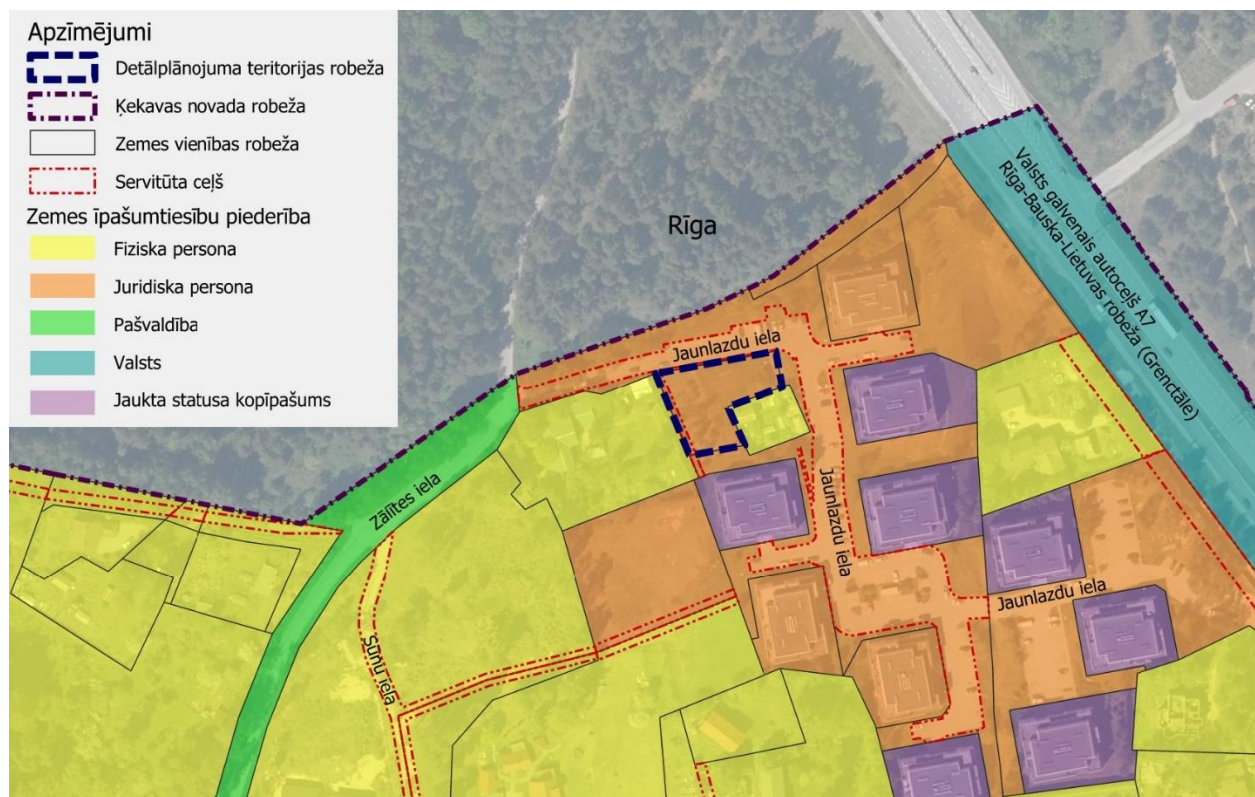 Apzīmējumi
Detālplānojuma teritorijas robeža
Ķekavas novada robeža
Zemes vienības robeža
Servitūta ceļš
Zemes īpašumtiesību piederība
Fiziska persona
Juridiska persona
Pašvaldība
Valsts
Jaukta statusa kopīpašums
Rīga
Valsts galvenais autoceļš A7
Rīga-Bauska-Lietuvas robeža (Grenctāle)
Jaunlazdu iela
Zālītes iela
Jaunlazdu iela
Jaunlazdu iela
Sūnu iela